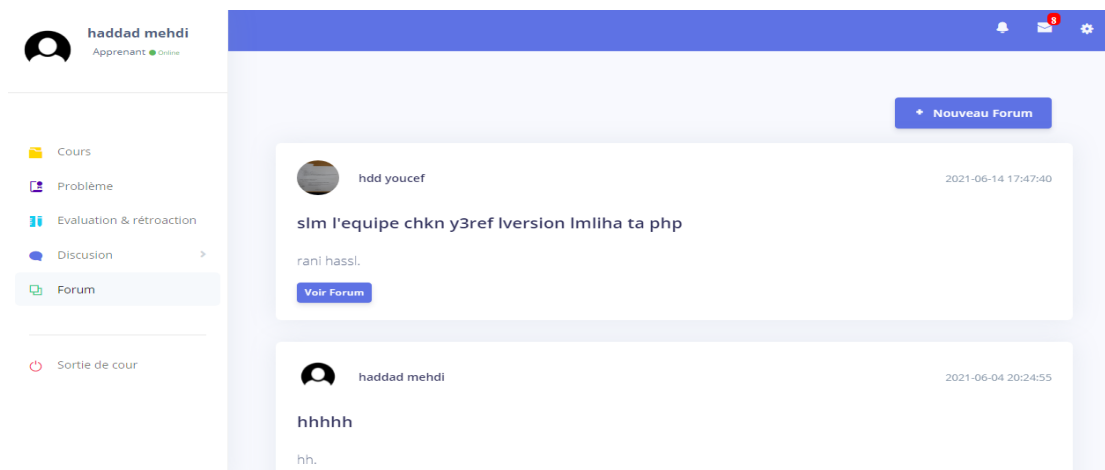 haddad mehdi
Apprenant Online
8
Cours
Problème
Evaluation & rétroaction
Discusion
Forum
Sortie de cour
+ Nouveau Forum
hdd youcef 2021-06-14 17:47:40
slm l'equipe chkn y3ref lversion lmliha ta php
rani hassl.
Voir Forum
haddad mehdi 2021-06-04 20:24:55
hhhhh
hh.